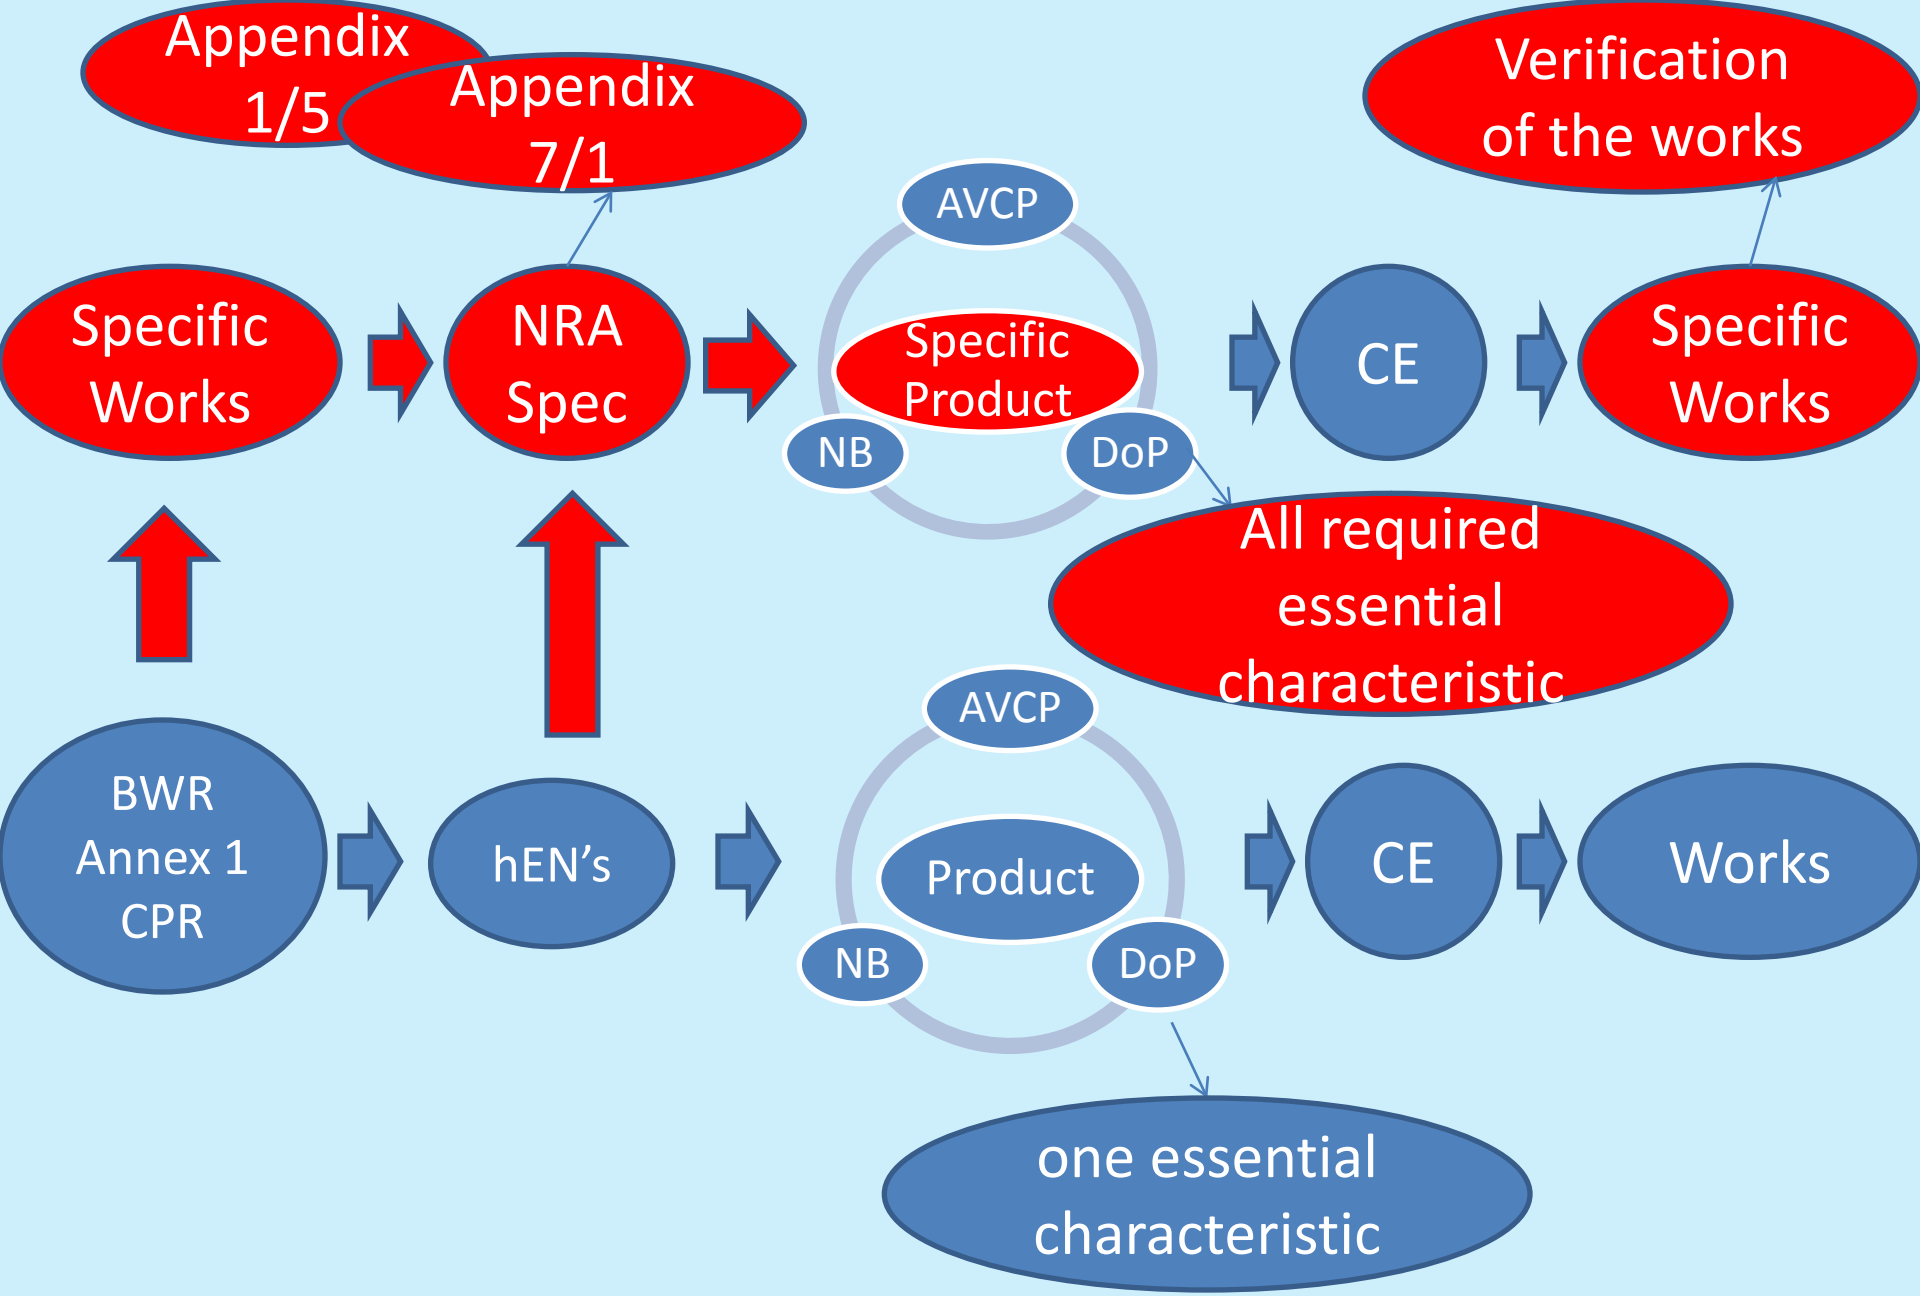 Appendix
1/5
Appendix
7/1
Verification
of the works
AVCP
Specific
Works
NRA
Spec
Specific
Product
NB
DoP
CE
Specific
Works
All required
essential
characteristic
BWR
Annex 1
CPR
hEN's
AVCP
Product
NB
DoP
CE
Works
one essential
characteristic